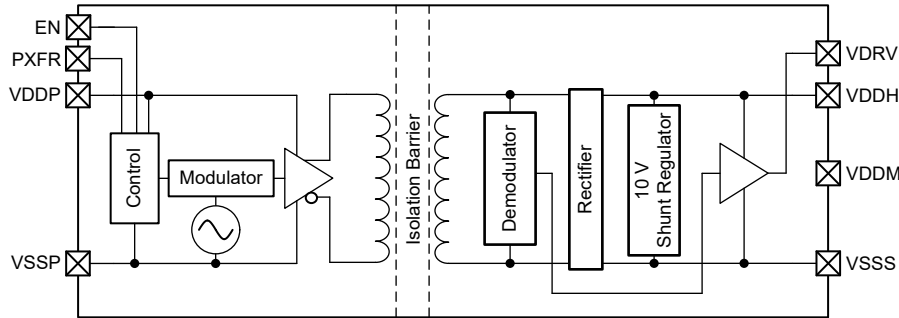 EN
PXFR
VDDP
VSSP
Control
Modulator
Isolation Barrier
Demodulator
Rectifier
10 V
Shunt Regulator
VDRV
VDDH
VDDM
VSSS